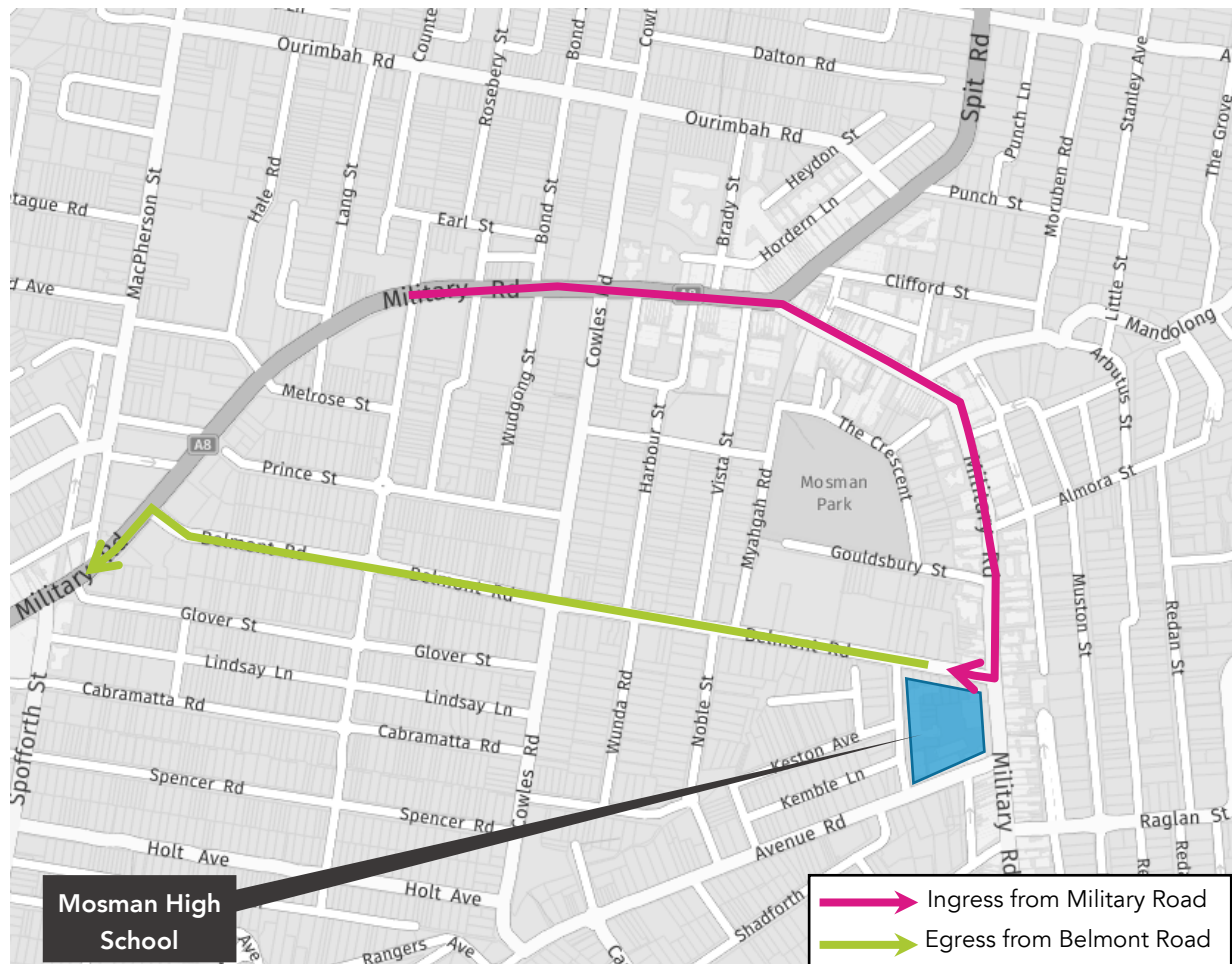 Ourimbah Rd
Rosebery St
Bond St
Dalton Rd
Spit Rd
Punch Ln
Stanley Ave
The Grove
Ourimbah Rd
Heydon St
Moruben Rd
MacPherson St
Hale Rd
Lang St
Earl St
Bond St
Brady St
Hordern Ln
Punch St
Military Rd
A8
Cowles Rd
Clifford St
Little St
Mandolong
Melrose St
Wudgong St
Arbutus St
A8
Prince St
Harbour St
Vista St
The Crescent
Mosman
Park
Military Rd
Almora St
Myahgah Rd
Belmont Rd
Belmont Rd
Gouldsbury St
Military Rd
Muston St
Redan St
Glover St
Glover St
Belmont Rd
Lindsay Ln
Lindsay Ln
Cabramatta Rd
Cabramatta Rd
Wunda Rd
Noble St
Spofforth St
Keston Ave
Kemble Ln
Spencer Rd
Spencer Rd
Cowles Rd
Avenue Rd
Military Rd
Raglan St
Holt Ave
Holt Ave
Shadforth
Rangers Ave
Ave
Mosman High
School
Ingress from Military Road
Egress from Belmont Road